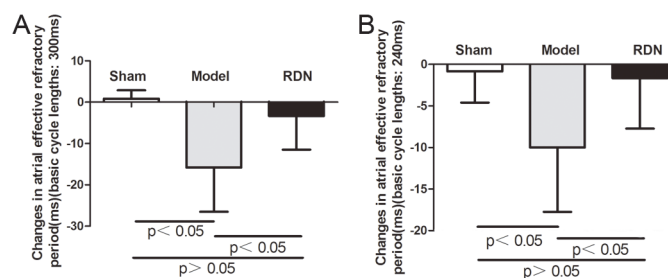 A
Changes in atrial effective refractory
period(ms)(basic cycle lengths: 300ms)
10
0
-10
-20
-30
Sham Model RDN
p< 0.05
p< 0.05
p> 0.05
B
Changes in atrial effective refractory
period(ms)(basic cycle lengths: 240ms)
0
-5
-10
-15
-20
Sham Model RDN
p< 0.05
p< 0.05
p> 0.05